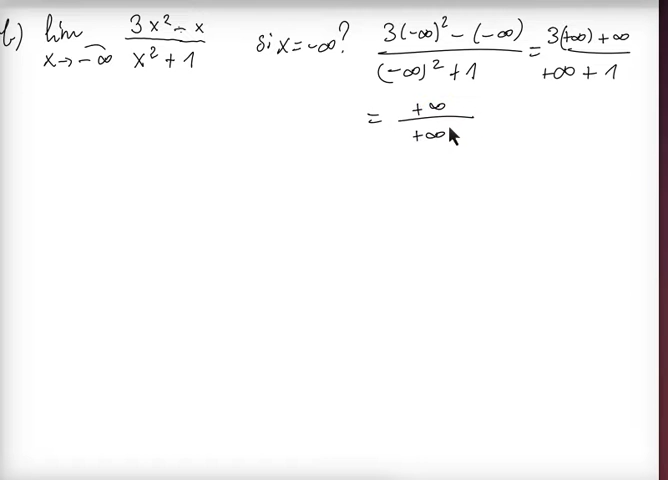 b) lim x→-∞ (3x² - x)/(x² + 1) si x = -∞? (3(-∞)² - (-∞))/((-∞)² + 1) = (3(+∞) + ∞)/(+∞ + 1)
= +∞/+∞